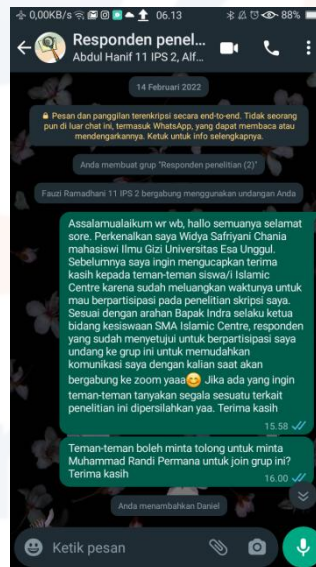 0,00KB/s 06.13 88%
Responden penel...
Abdul Hanif 11 IPS 2, Alf...
14 Februari 2022
Pesan dan panggilan terenkripsi secara end-to-end. Tidak seorang
pun di luar chat ini, termasuk WhatsApp, yang dapat membaca atau
mendengarkannya. Ketuk untuk info selengkapnya.
Anda membuat grup "Responden penelitian (2)"
Fauzi Ramadhani 11 IPS 2 bergabung menggunakan undangan Anda
Assalamualaikum wr wb, hallo semuanya selamat
sore. Perkenalkan saya Widya Safriyani Chania
mahasiswi Ilmu Gizi Universitas Esa Unggul.
Sebelumnya saya ingin mengucapkan terima
kasih kepada teman-teman siswa/i Islamic
Centre karena sudah meluangkan waktunya untuk
mau berpartisipasi pada penelitian skripsi saya.
Sesuai dengan arahan Bapak Indra selaku ketua
bidang kesiswaan SMA Islamic Centre, responden
yang sudah menyetujui untuk berpartisipasi saya
undang ke grup ini untuk memudahkan
komunikasi saya dengan kalian saat akan
bergabung ke zoom yaaa😊 Jika ada yang ingin
teman-teman tanyakan segala sesuatu terkait
penelitian ini dipersilahkan yaa. Terima kasih
15.58
Teman-teman boleh minta tolong untuk minta
Muhammad Randi Permana untuk join grup ini?
Terima kasih
16.00
Anda menambahkan Daniel
Ketik pesan